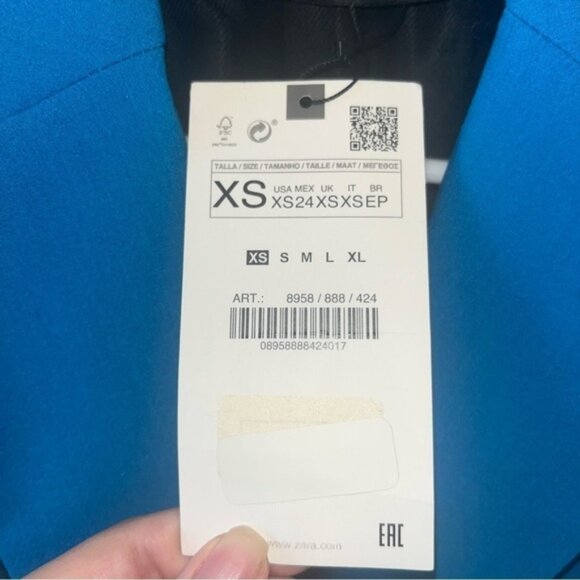 FSC
TALLA / SIZE / TAMANHO / TAILLE / MAAT / ΜΕΓΕΘΟΣ
XS
USA MEX UK IT BR
XS 24 XS XS EP
XS S M L XL
ART.: 8958 / 888 / 424
08958888424017
www.zara.com
EAC